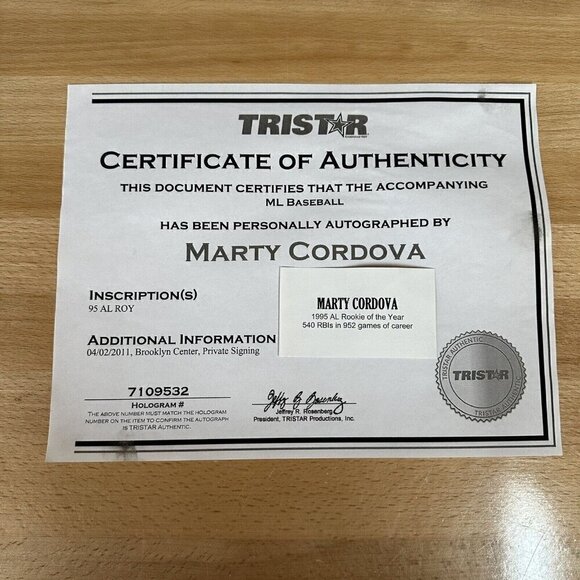 TRISTAR
CERTIFICATE OF AUTHENTICITY
THIS DOCUMENT CERTIFIES THAT THE ACCOMPANYING
ML BASEBALL
HAS BEEN PERSONALLY AUTOGRAPHED BY
MARTY CORDOVA
INSCRIPTION(S)
95 AL ROY
MARTY CORDOVA
1995 AL Rookie of the Year
540 RBIs in 952 games of career
ADDITIONAL INFORMATION
04/02/2011, Brooklyn Center, Private Signing
7109532
HOLOGRAM #
THE ABOVE NUMBER MUST MATCH THE HOLOGRAM
NUMBER ON THE ITEM TO CONFIRM THE AUTOGRAPH
IS TRISTAR AUTHENTIC.
Jeffrey R. Rosenberg
President, TRISTAR Productions, Inc.
TRISTAR AUTHENTIC
TRISTAR
TRISTAR AUTHENTIC